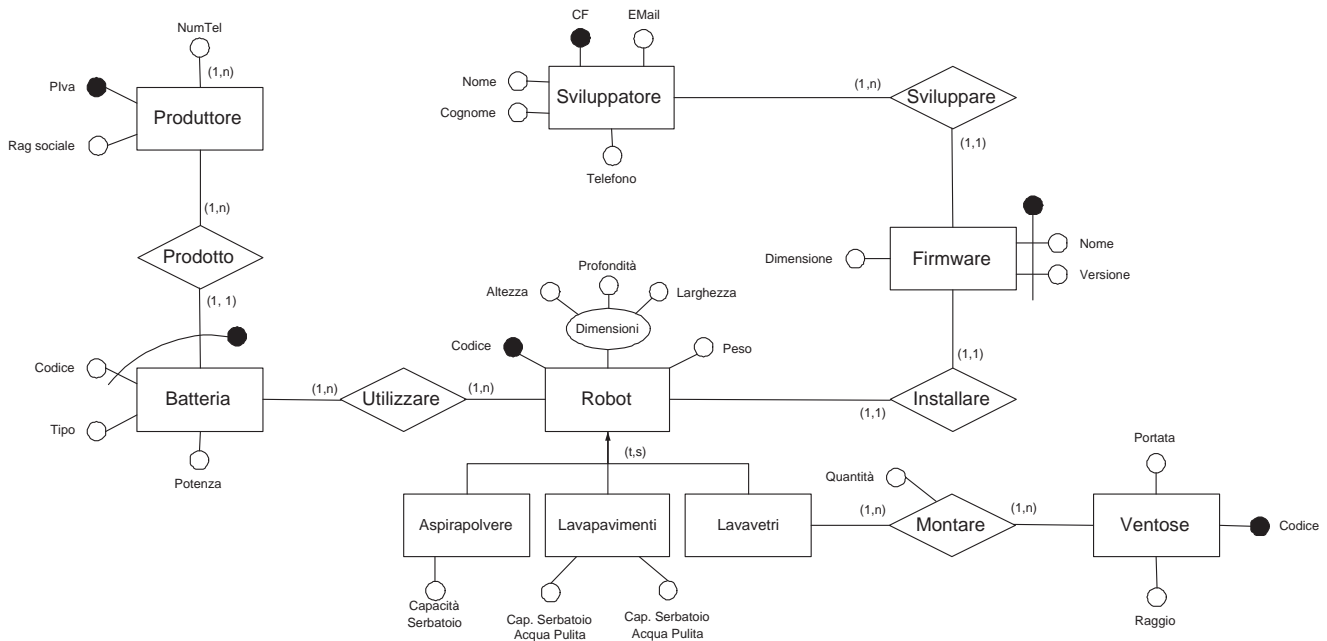 NumTel
(1,n)
PIva
Produttore
Rag sociale
(1,n)
Prodotto
(1, 1)
Codice
Batteria
Tipo
Potenza
(1,n)
Utilizzare
(1,n)
CF
EMail
Nome
Cognome
Sviluppatore
Telefono
(1,n)
Sviluppare
(1,1)
Dimensione
Firmware
Nome
Versione
(1,1)
Installare
(1,1)
Altezza
Profondità
Larghezza
Dimensioni
Codice
Peso
Robot
(t,s)
Aspirapolvere
Lavapavimenti
Lavavetri
Capacità
Serbatoio
Cap. Serbatoio
Acqua Pulita
Cap. Serbatoio
Acqua Pulita
(1,n)
Quantità
Montare
(1,n)
Portata
Ventose
Codice
Raggio